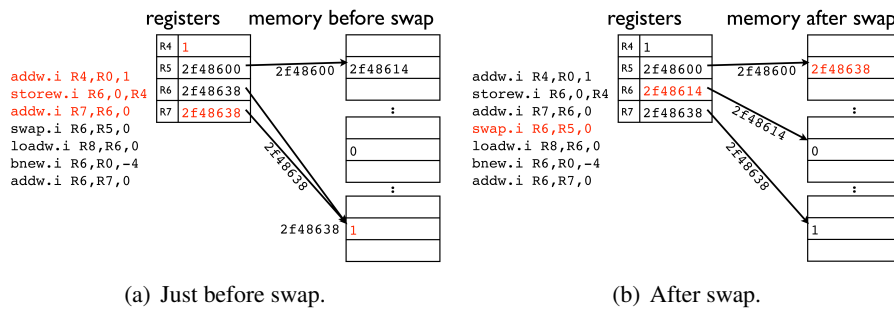 registers memory before swap
R4 1
R5 2f48600
R6 2f48638
R7 2f48638
2f48600
2f48614
addw.i R4,R0,1
storew.i R6,0,R4
addw.i R7,R6,0
swap.i R6,R5,0
loadw.i R8,R6,0
bnew.i R6,R0,-4
addw.i R6,R7,0
:
0
2f48638
:
2f48638
1
(a) Just before swap.
registers memory after swap
R4 1
R5 2f48600
R6 2f48614
R7 2f48638
2f48600
2f48638
addw.i R4,R0,1
storew.i R6,0,R4
addw.i R7,R6,0
swap.i R6,R5,0
loadw.i R8,R6,0
bnew.i R6,R0,-4
addw.i R6,R7,0
:
2f48614
0
2f48638
:
1
(b) After swap.